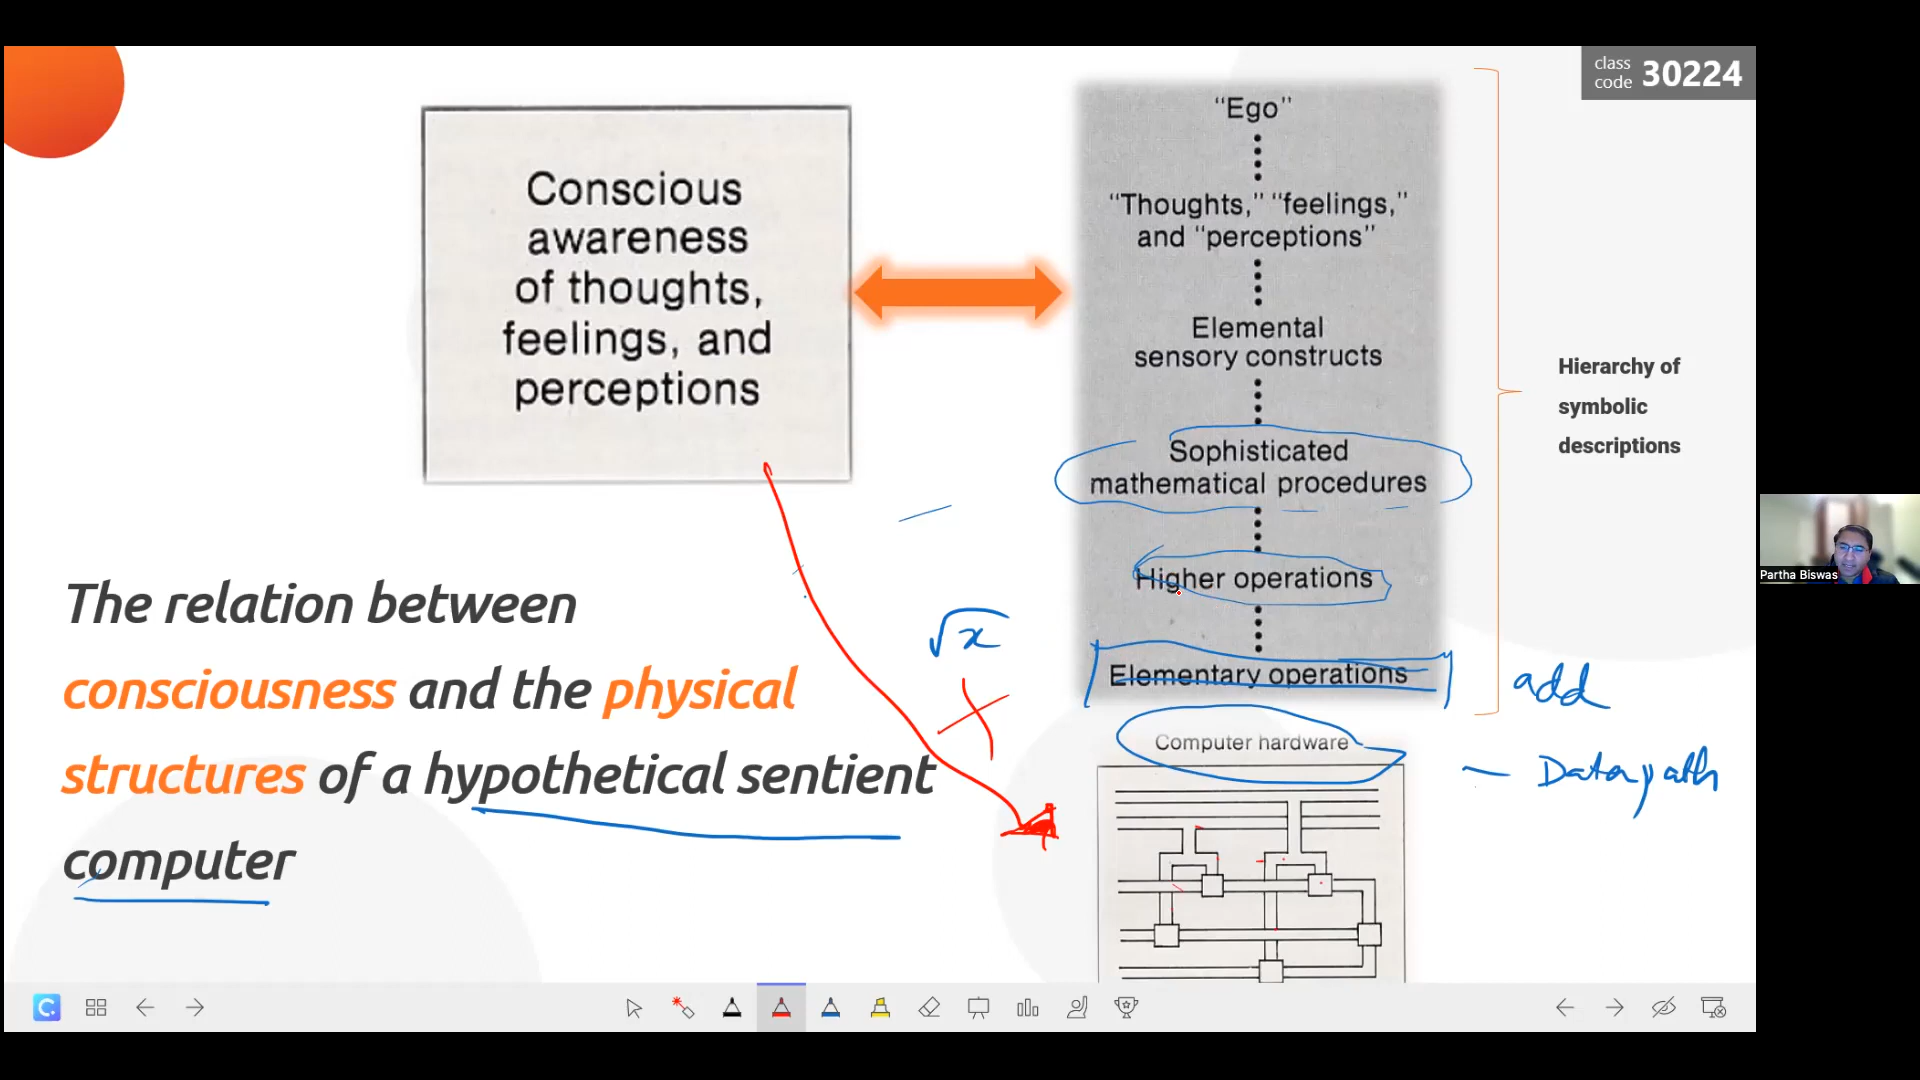 class
code 30224
Conscious
awareness
of thoughts,
feelings, and
perceptions
“Ego”
“Thoughts,” “feelings,”
and “perceptions”
Elemental
sensory constructs
Sophisticated
mathematical procedures
Higher operations
Elementary operations
Computer hardware
Hierarchy of
symbolic
descriptions
The relation between
consciousness and the physical
structures of a hypothetical sentient
computer
√x
add
- Datapath
Partha Biswas